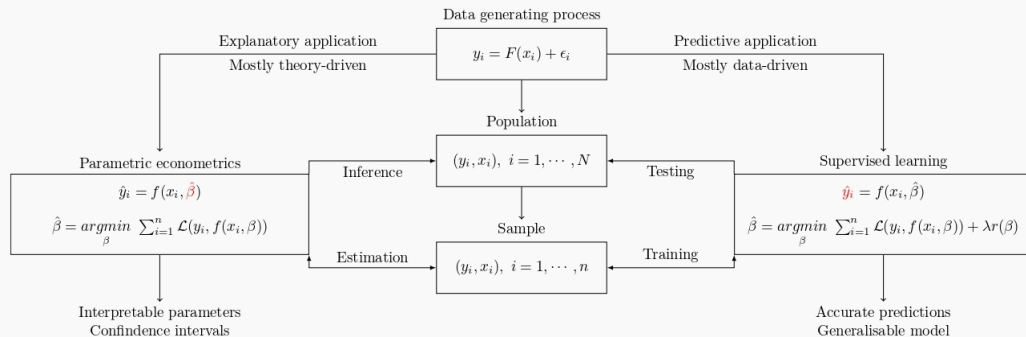 Data generating process
Explanatory application
y_i = F(x_i) + ϵ_i
Predictive application
Mostly theory-driven
Mostly data-driven
Population
Parametric econometrics
(y_i, x_i), i = 1, ⋯ , N
Supervised learning
Inference
Testing
ŷ_i = f(x_i, β̂)
ŷ_i = f(x_i, β̂)
β̂ = argmin_β ∑_{i=1}^{n} ℒ(y_i, f(x_i, β))
Sample
β̂ = argmin_β ∑_{i=1}^{n} ℒ(y_i, f(x_i, β)) + λr(β)
Estimation
(y_i, x_i), i = 1, ⋯ , n
Training
Interpretable parameters
Confindence intervals
Accurate predictions
Generalisable model